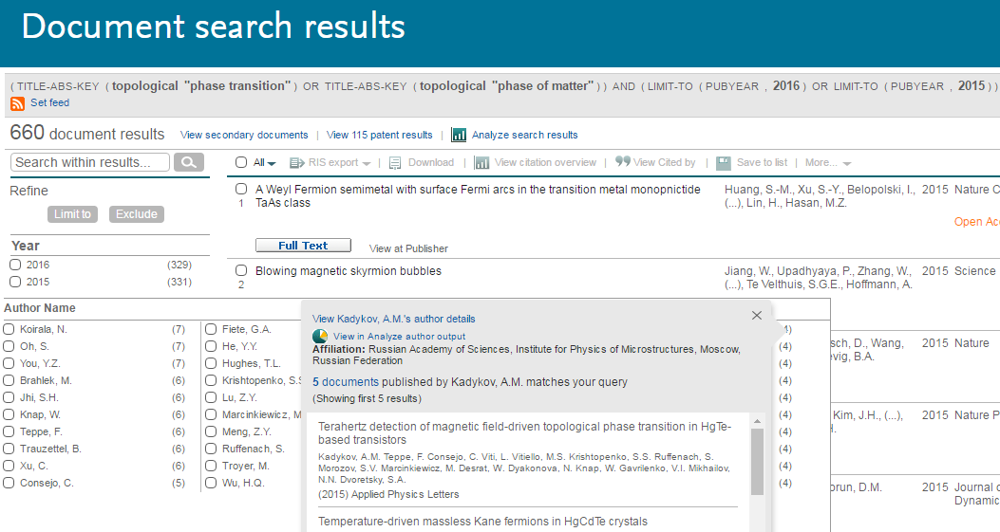 Document search results
( TITLE-ABS-KEY ( topological "phase transition" ) OR TITLE-ABS-KEY ( topological "phase of matter" ) ) AND ( LIMIT-TO ( PUBYEAR , 2016 ) OR LIMIT-TO ( PUBYEAR , 2015 ) )
Set feed
660 document results View secondary documents | View 115 patent results | Analyze search results
Search within results...
All RIS export | Download | View citation overview | View Cited by | Save to list | More...
Refine
Limit to Exclude
Year
2016 (329)
2015 (331)
1 A Weyl Fermion semimetal with surface Fermi arcs in the transition metal monopnictide
TaAs class
Huang, S.-M., Xu, S.-Y., Belopolski, I.,
(...), Lin, H., Hasan, M.Z.
2015 Nature C
Open Acc
Full Text View at Publisher
2 Blowing magnetic skyrmion bubbles
Jiang, W., Upadhyaya, P., Zhang, W.,
(...), Te Velthuis, S.G.E., Hoffmann, A.
2015 Science
Author Name
Koirala, N. (7)
Oh, S. (7)
You, Y.Z. (7)
Brahlek, M. (6)
Jhi, S.H. (6)
Knap, W. (6)
Teppe, F. (6)
Trauzettel, B. (6)
Xu, C. (6)
Consejo, C. (5)
Fiete, G.A.
He, Y.Y.
Hughes, T.L.
Krishtopenko, S.S
Lu, Z.Y.
Marcinkiewicz, M
Meng, Z.Y.
Ruffenach, S.
Troyer, M.
Wu, H.Q.
View Kadykov, A.M.'s author details
View in Analyze author output
Affiliation: Russian Academy of Sciences, Institute for Physics of Microstructures, Moscow,
Russian Federation
5 documents published by Kadykov, A.M. matches your query
(Showing first 5 results)
Terahertz detection of magnetic field-driven topological phase transition in HgTe-
based transistors
Kadykov, A.M. Teppe, F. Consejo, C. Viti, L. Vitiello, M.S. Krishtopenko, S.S. Ruffenach, S.
Morozov, S.V. Marcinkiewicz, M. Desrat, W. Dyakonova, N. Knap, W. Gavrilenko, V.I. Mikhailov,
N.N. Dvoretsky, S.A.
(2015) Applied Physics Letters
Temperature-driven massless Kane fermions in HgCdTe crystals
4)
(4)
(4)
(4)
(4)
(4)
(4)
(4)
(4)
(4)
sch, D., Wang,
evig, B.A.
2015 Nature
Kim, J.H., (...),
2015 Nature P
orun, D.M.
2015 Journal o
Dynamic